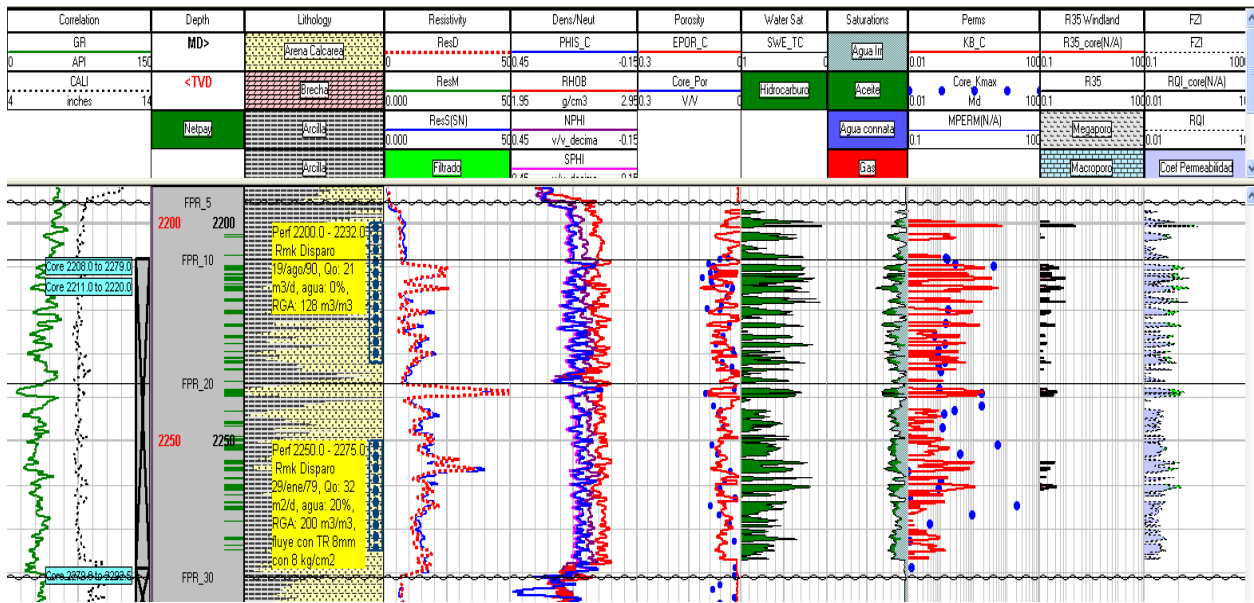 Correlation Depth Lithology Resistivity Dens/Neut Porosity Water Sat Saturations Perms R35 Windland FZI
GR MD> Arena Calcarea ResD PHIS_C EPOR_C SWE_TC Agua Irr KB_C R35_core(N/A) FZI
0 API 150 0.45 -0.15 0.3 0 1 0 0.01 100 0.1 100 0.1 1000
CALI <TVD Brecha ResM RHOB Core_Por Hidrocarburo Aceite Core_Kmax R35 RQI_core(N/A)
4 inches 14 0.000 50 1.95 g/cm3 2.95 0.3 V/V 0 0.01 Md 100 0.1 100 0.01
Netpay Arcilla ResS(SN) NPHI Agua connata MPERM(N/A) Megaporo RQI
0.000 50 0.45 v/v_decima -0.15 0.1 100 0.01
Arcilla Filtrado SPHI Gas Macroporo Coef Permeabilidad
0.45 v/v_decima -0.15
FPR_5
2200 2200
Perf 2200.0 - 2232.0
Rmk Disparo
19/ago/90, Qo: 21
m3/d, agua: 0%,
RGA: 128 m3/m3
FPR_10
Core 2208.0 to 2279.0
Core 2211.0 to 2220.0
FPR_20
2250 2250
Perf 2250.0 - 2275.0
Rmk Disparo
29/ene/79, Qo: 32
m2/d, agua: 20%,
RGA: 200 m3/m3,
fluye con TR 8mm
con 8 kg/cm2
FPR_30